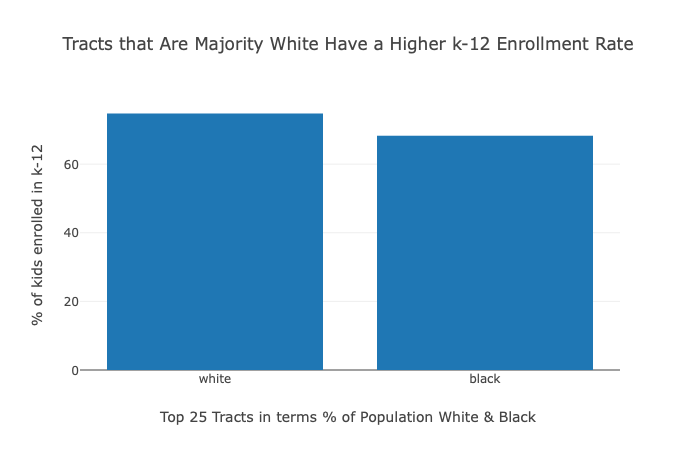 Tracts that Are Majority White Have a Higher k-12 Enrollment Rate
% of kids enrolled in k-12
60
40
20
0
white
black
Top 25 Tracts in terms % of Population White & Black